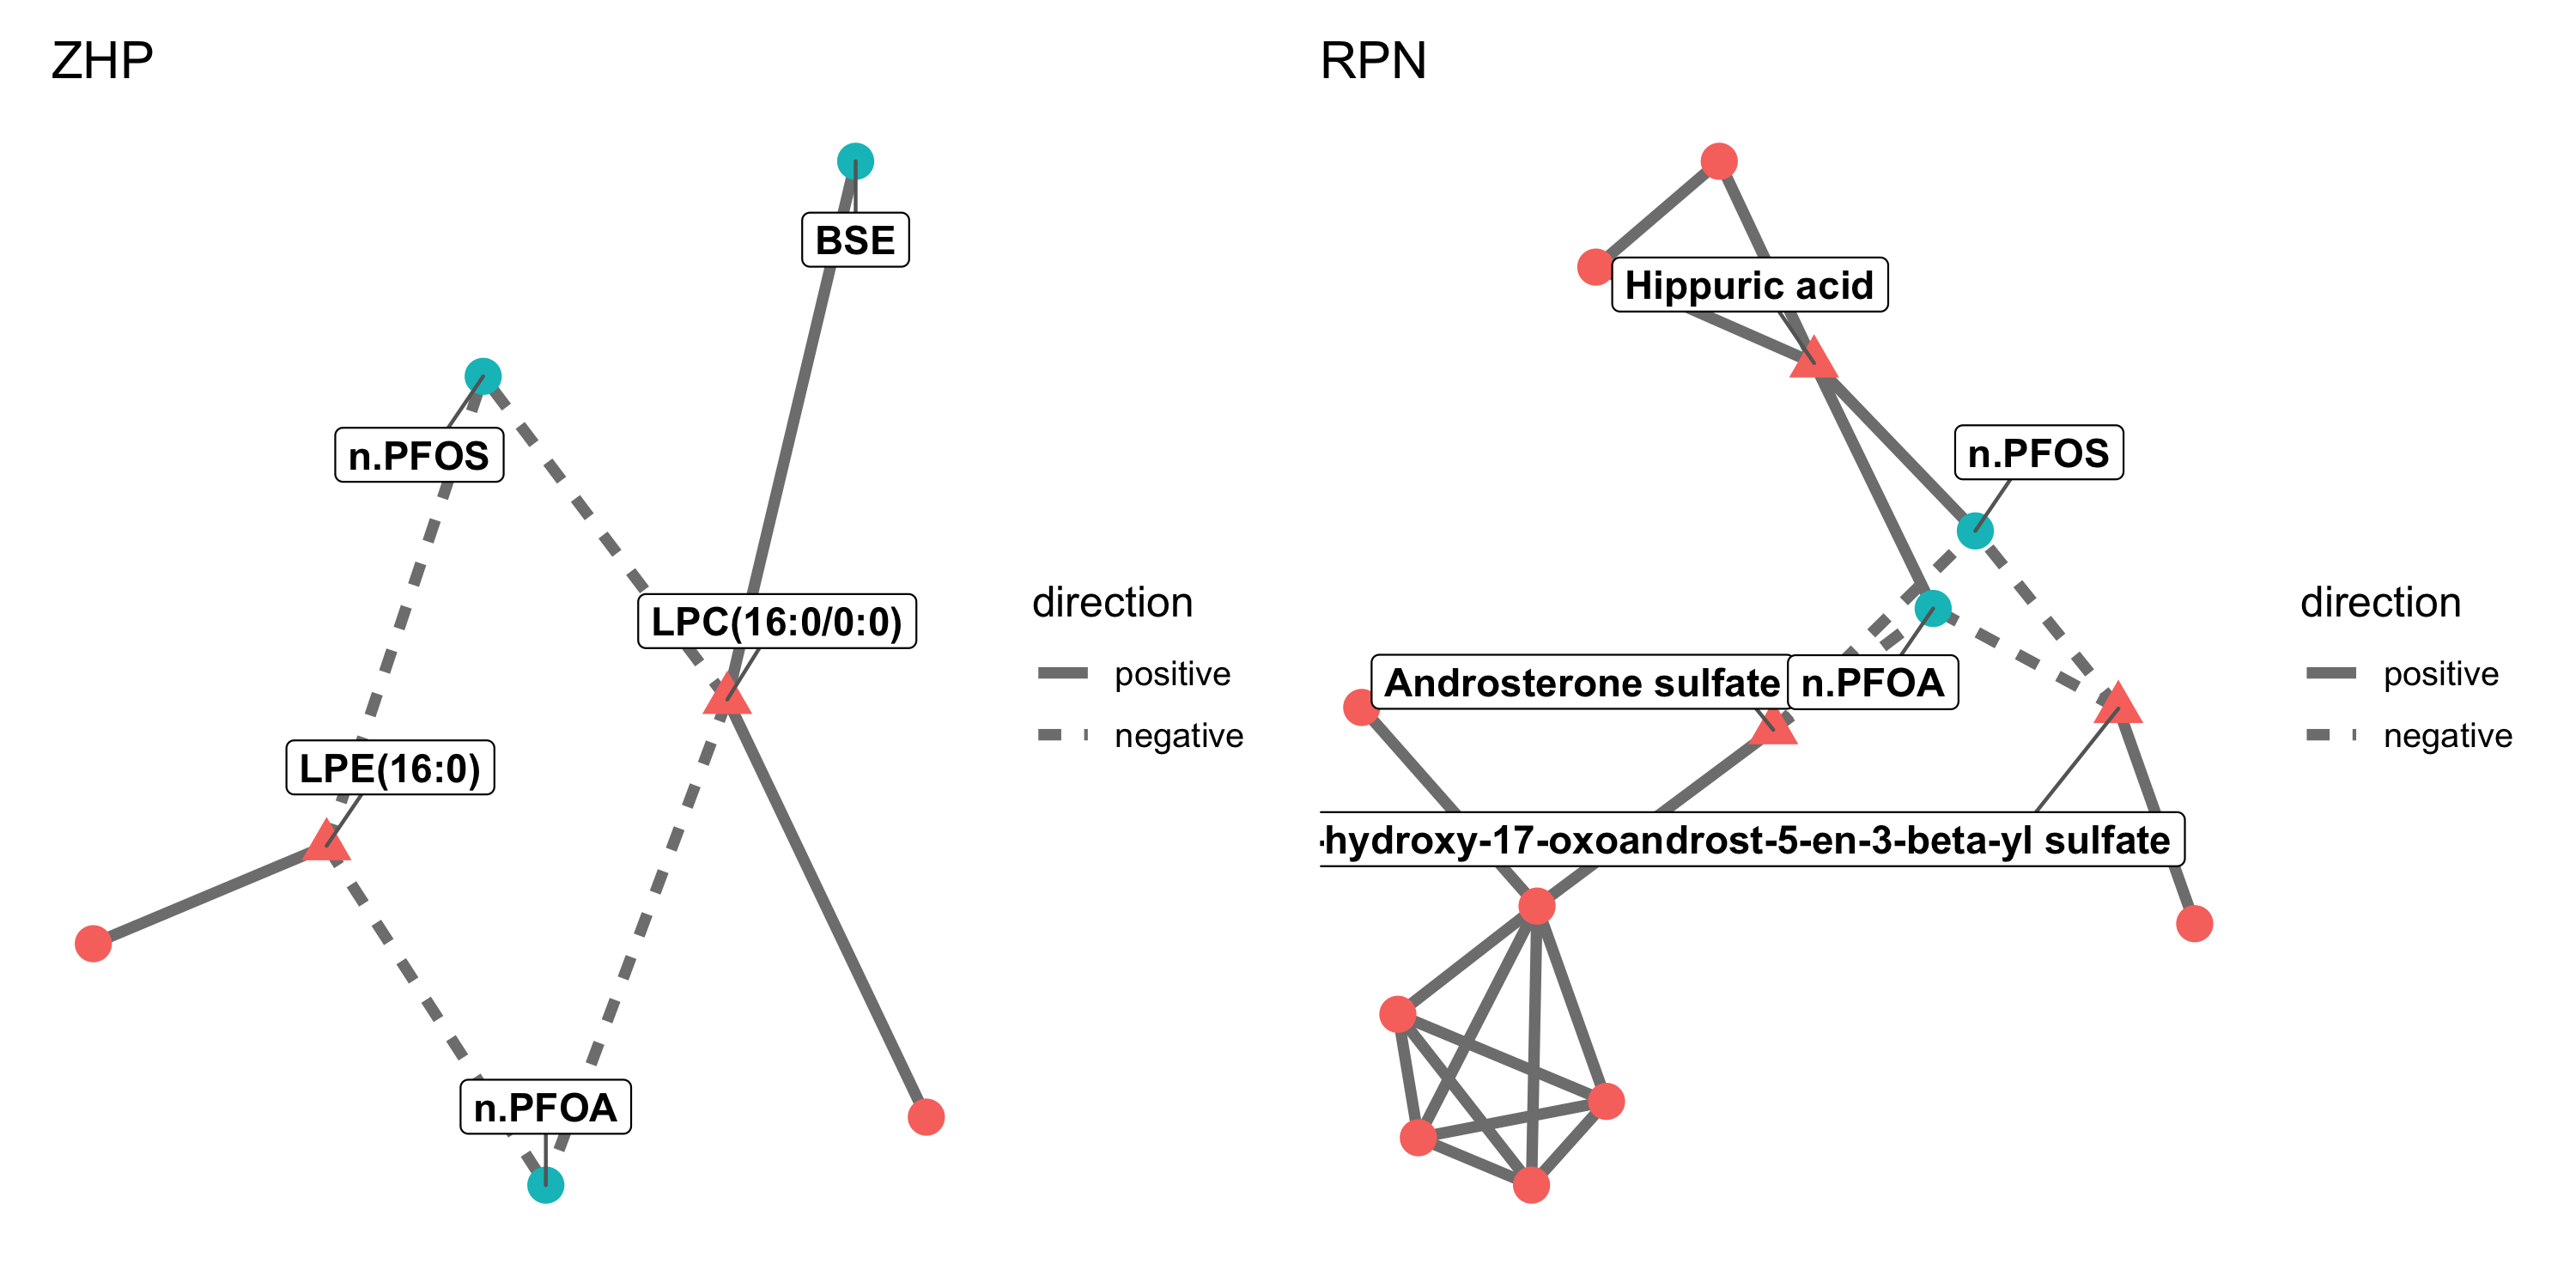 ZHP
BSE
n.PFOS
LPC(16:0/0:0)
LPE(16:0)
n.PFOA
direction
positive
negative
RPN
Hippuric acid
n.PFOS
Androsterone sulfate
n.PFOA
-hydroxy-17-oxoandrost-5-en-3-beta-yl sulfate
direction
positive
negative